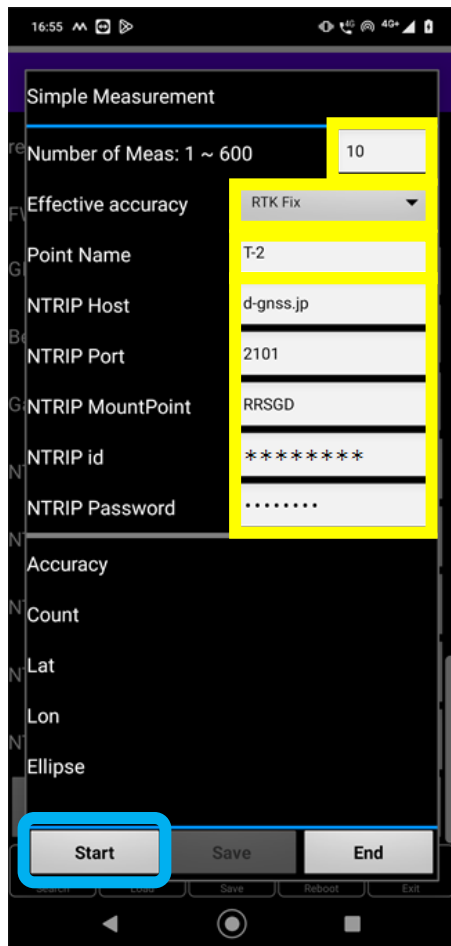 16:55
4G
4G+
Simple Measurement
Number of Meas: 1 ~ 600 10
Effective accuracy RTK Fix
Point Name T-2
NTRIP Host d-gnss.jp
NTRIP Port 2101
NTRIP MountPoint RRSGD
NTRIP id ********
NTRIP Password ••••••••
Accuracy
Count
Lat
Lon
Ellipse
Start Save End
Search Load Save Reboot Exit